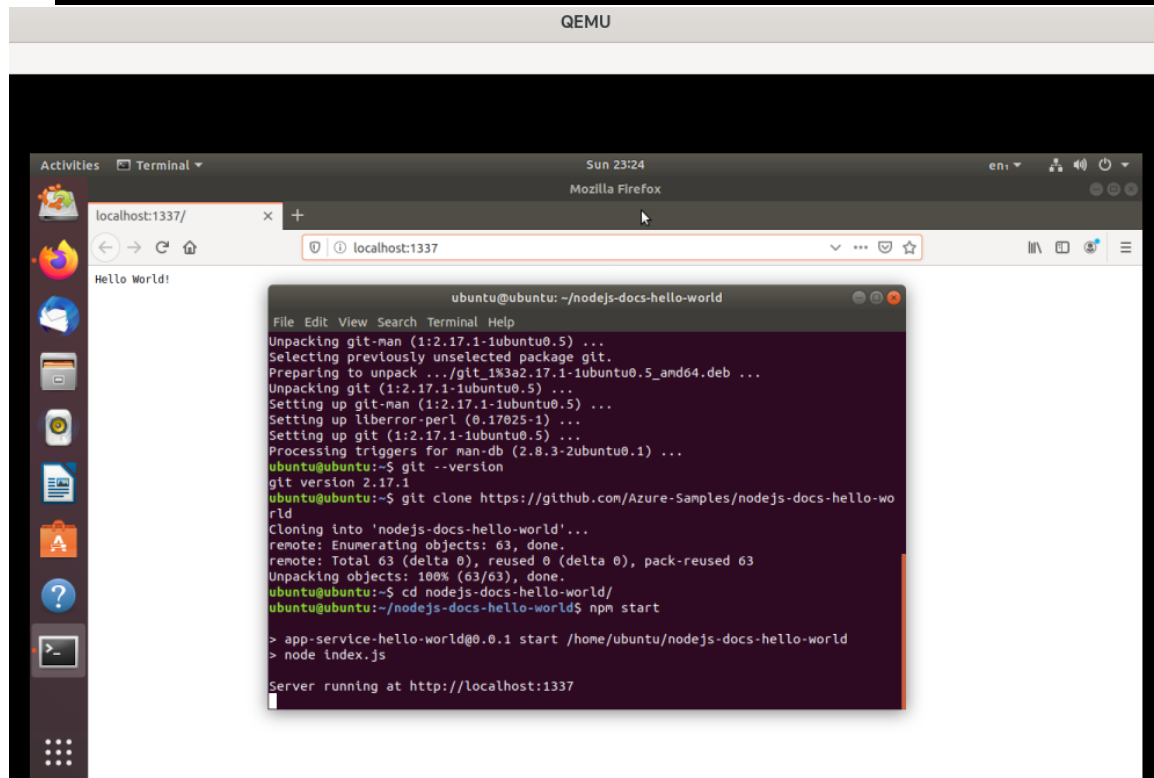 QEMU
Activities Terminal Sun 23:24 en₁
Mozilla Firefox
localhost:1337/
localhost:1337
Hello World!
ubuntu@ubuntu: ~/nodejs-docs-hello-world
File Edit View Search Terminal Help
Unpacking git-man (1:2.17.1-1ubuntu0.5) ...
Selecting previously unselected package git.
Preparing to unpack .../git_1%3a2.17.1-1ubuntu0.5_amd64.deb ...
Unpacking git (1:2.17.1-1ubuntu0.5) ...
Setting up git-man (1:2.17.1-1ubuntu0.5) ...
Setting up liberror-perl (0.17025-1) ...
Setting up git (1:2.17.1-1ubuntu0.5) ...
Processing triggers for man-db (2.8.3-2ubuntu0.1) ...
ubuntu@ubuntu:~$ git --version
git version 2.17.1
ubuntu@ubuntu:~$ git clone https://github.com/Azure-Samples/nodejs-docs-hello-wo
rld
Cloning into 'nodejs-docs-hello-world'...
remote: Enumerating objects: 63, done.
remote: Total 63 (delta 0), reused 0 (delta 0), pack-reused 63
Unpacking objects: 100% (63/63), done.
ubuntu@ubuntu:~$ cd nodejs-docs-hello-world/
ubuntu@ubuntu:~/nodejs-docs-hello-world$ npm start
> app-service-hello-world@0.0.1 start /home/ubuntu/nodejs-docs-hello-world
> node index.js
Server running at http://localhost:1337